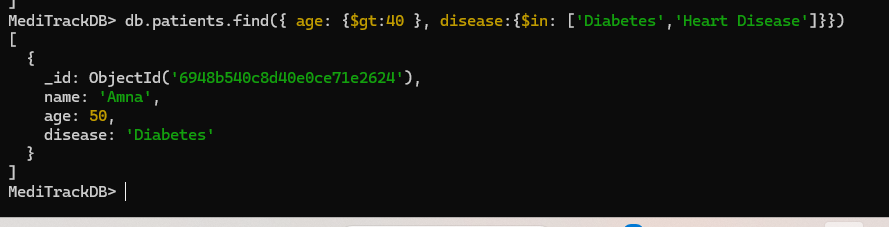 ]
MediTrackDB> db.patients.find({ age: {$gt:40 }, disease:{$in: ['Diabetes','Heart Disease']}})
[
  {
    _id: ObjectId('6948b540c8d40e0ce71e2624'),
    name: 'Amna',
    age: 50,
    disease: 'Diabetes'
  }
]
MediTrackDB>